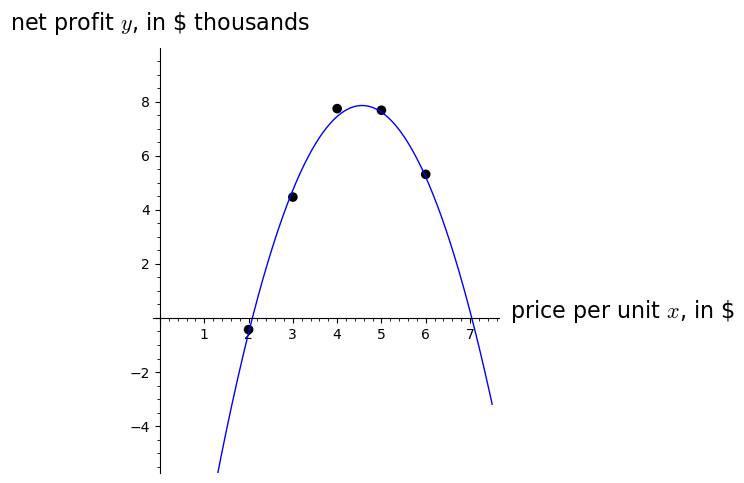 net profit y, in $ thousands
8
6
4
2
price per unit x, in $
1 2 3 4 5 6 7
−2
−4